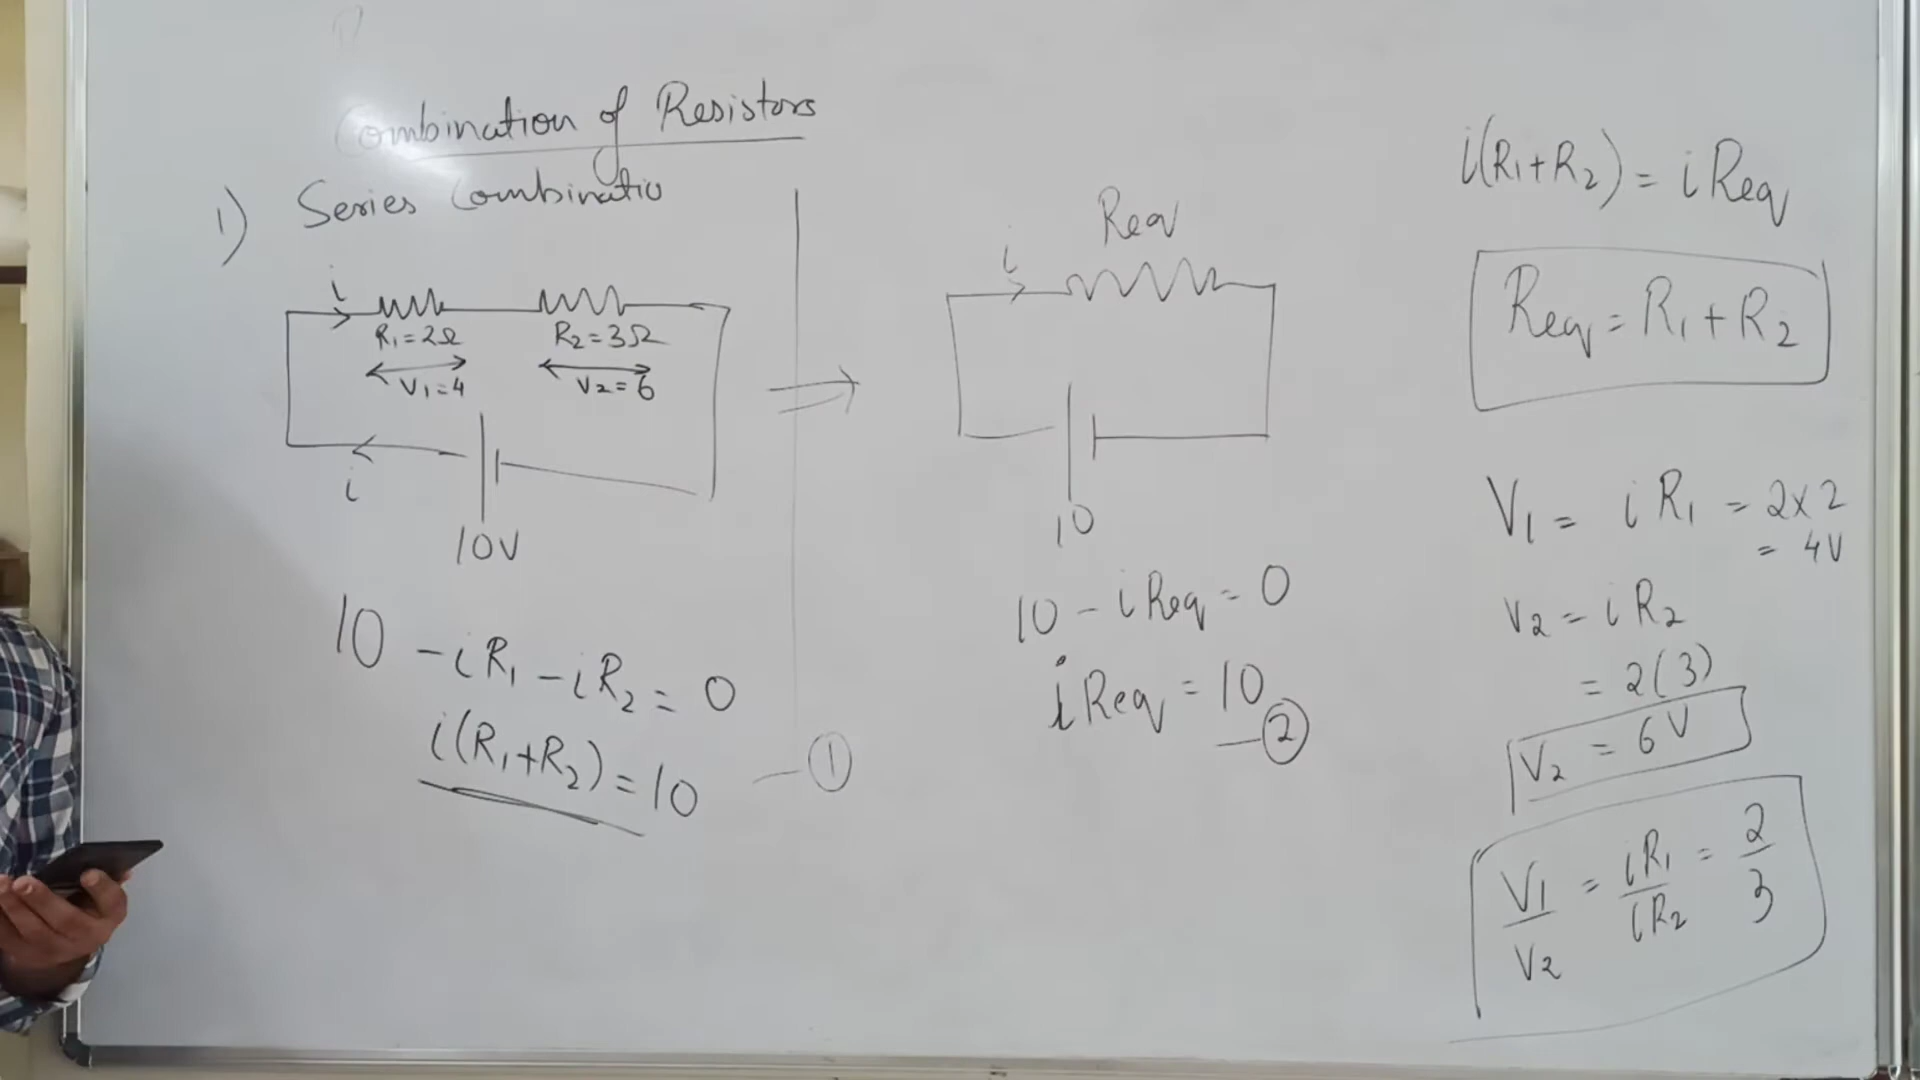 Combination of Resistors
1) Series Combinatio
i
R₁=2Ω
R₂=3Ω
V₁=4
V₂=6
i
10V
10 - iR₁ - iR₂ = 0
i(R₁+R₂) = 10 — ①
Req
i
10
10 - iReq = 0
iReq = 10 — ②
i(R₁+R₂) = iReq
Req = R₁+R₂
V₁ = iR₁ = 2×2
= 4V
V₂ = iR₂
= 2(3)
V₂ = 6V
V₁/V₂ = iR₁/iR₂ = 2/3